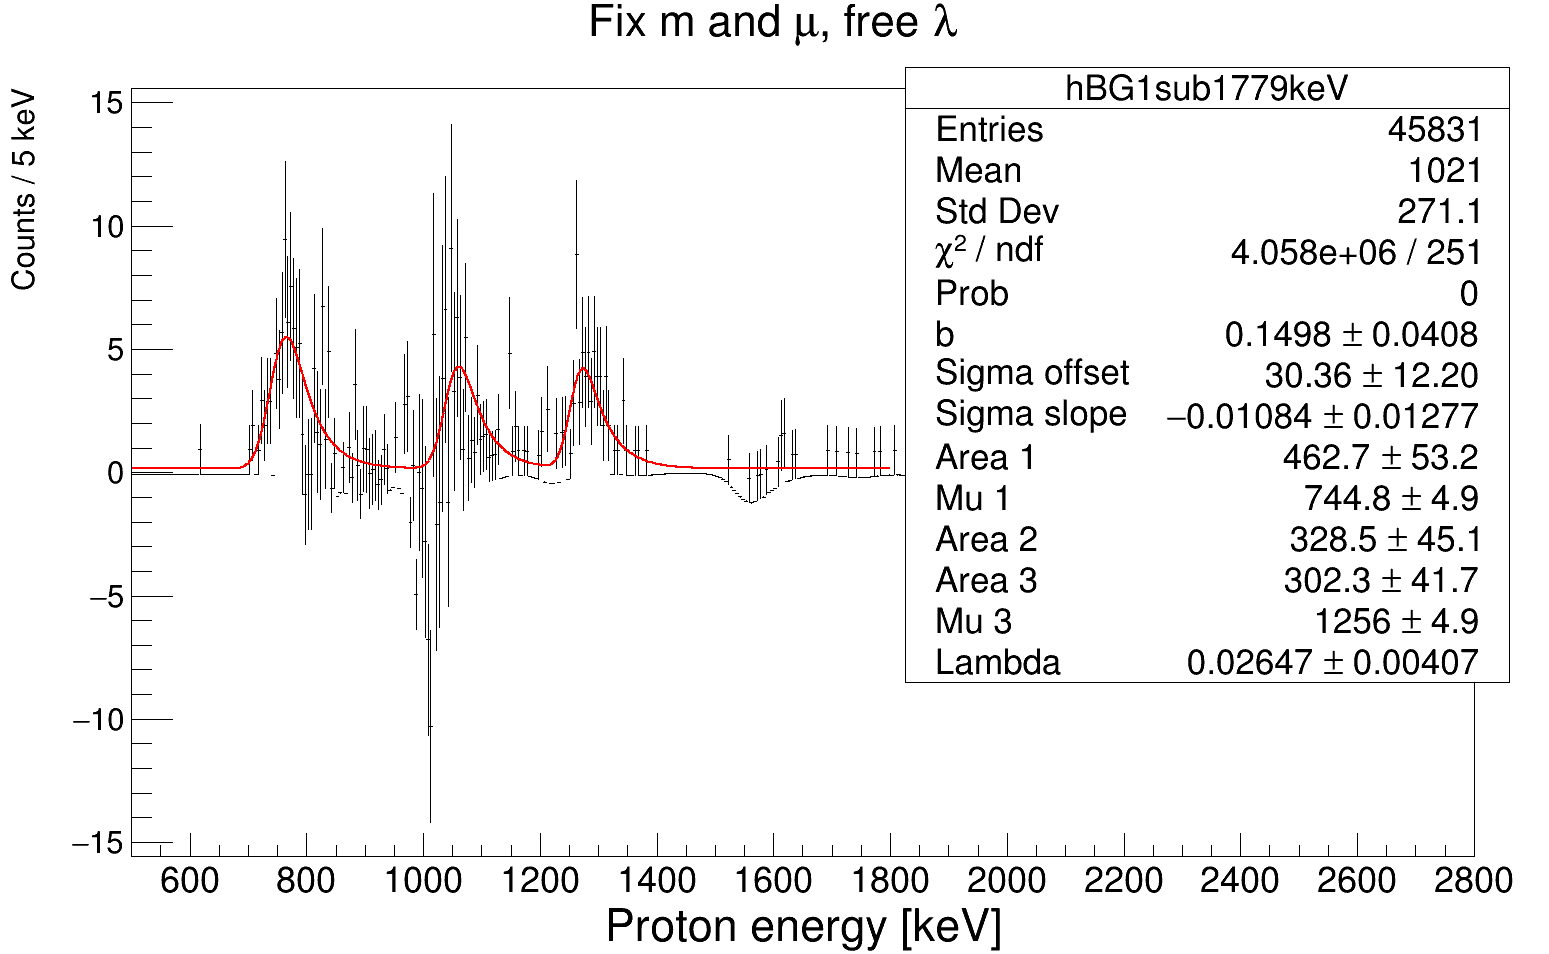 Fix m and μ, free λ
Counts / 5 keV
15
10
5
0
−5
−10
−15
600 800 1000 1200 1400 1600 1800 2000 2200 2400 2600 2800
Proton energy [keV]
hBG1sub1779keV
Entries 45831
Mean 1021
Std Dev 271.1
χ² / ndf 4.058e+06 / 251
Prob 0
b 0.1498 ± 0.0408
Sigma offset 30.36 ± 12.20
Sigma slope −0.01084 ± 0.01277
Area 1 462.7 ± 53.2
Mu 1 744.8 ± 4.9
Area 2 328.5 ± 45.1
Area 3 302.3 ± 41.7
Mu 3 1256 ± 4.9
Lambda 0.02647 ± 0.00407